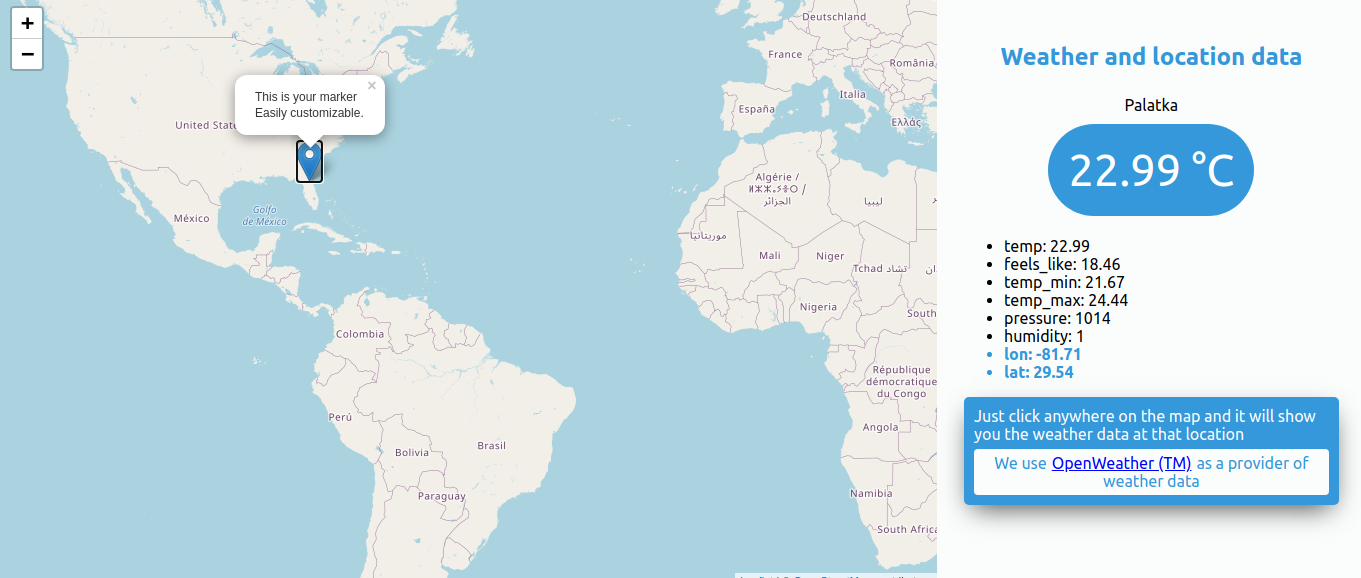 +
−
Deutschland
France
România
Italia
España
Ελλάς
This is your marker
Easily customizable.
×
United State
Golfo
de México
México
Algérie /
ⵍⵣⵣⴰⵢⴻⵔ /
الجزائر
ليبيا
موريتانيا
Mali
Niger
Tchad تشاد
Nigeria
South
Colombia
République
démocratique
du Congo
Perú
Brasil
Angola
Bolivia
Paraguay
Namibia
South Africa
Weather and location data
Palatka
22.99 °C
temp: 22.99
feels_like: 18.46
temp_min: 21.67
temp_max: 24.44
pressure: 1014
humidity: 1
lon: -81.71
lat: 29.54
Just click anywhere on the map and it will show
you the weather data at that location
We use OpenWeather (TM) as a provider of
weather data